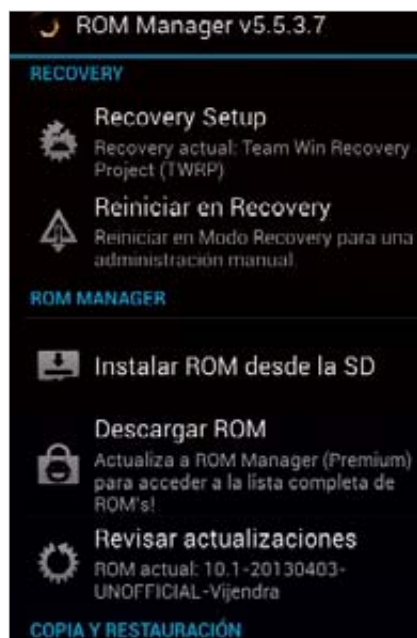 ROM Manager v5.5.3.7
RECOVERY
Recovery Setup
Recovery actual: Team Win Recovery
Project (TWRP)
Reiniciar en Recovery
Reiniciar en Modo Recovery para una
administración manual.
ROM MANAGER
Instalar ROM desde la SD
Descargar ROM
Actualiza a ROM Manager (Premium)
para acceder a la lista completa de
ROM's!
Revisar actualizaciones
ROM actual: 10.1-20130403-
UNOFFICIAL-Vijendra
COPIA Y RESTAURACIÓN